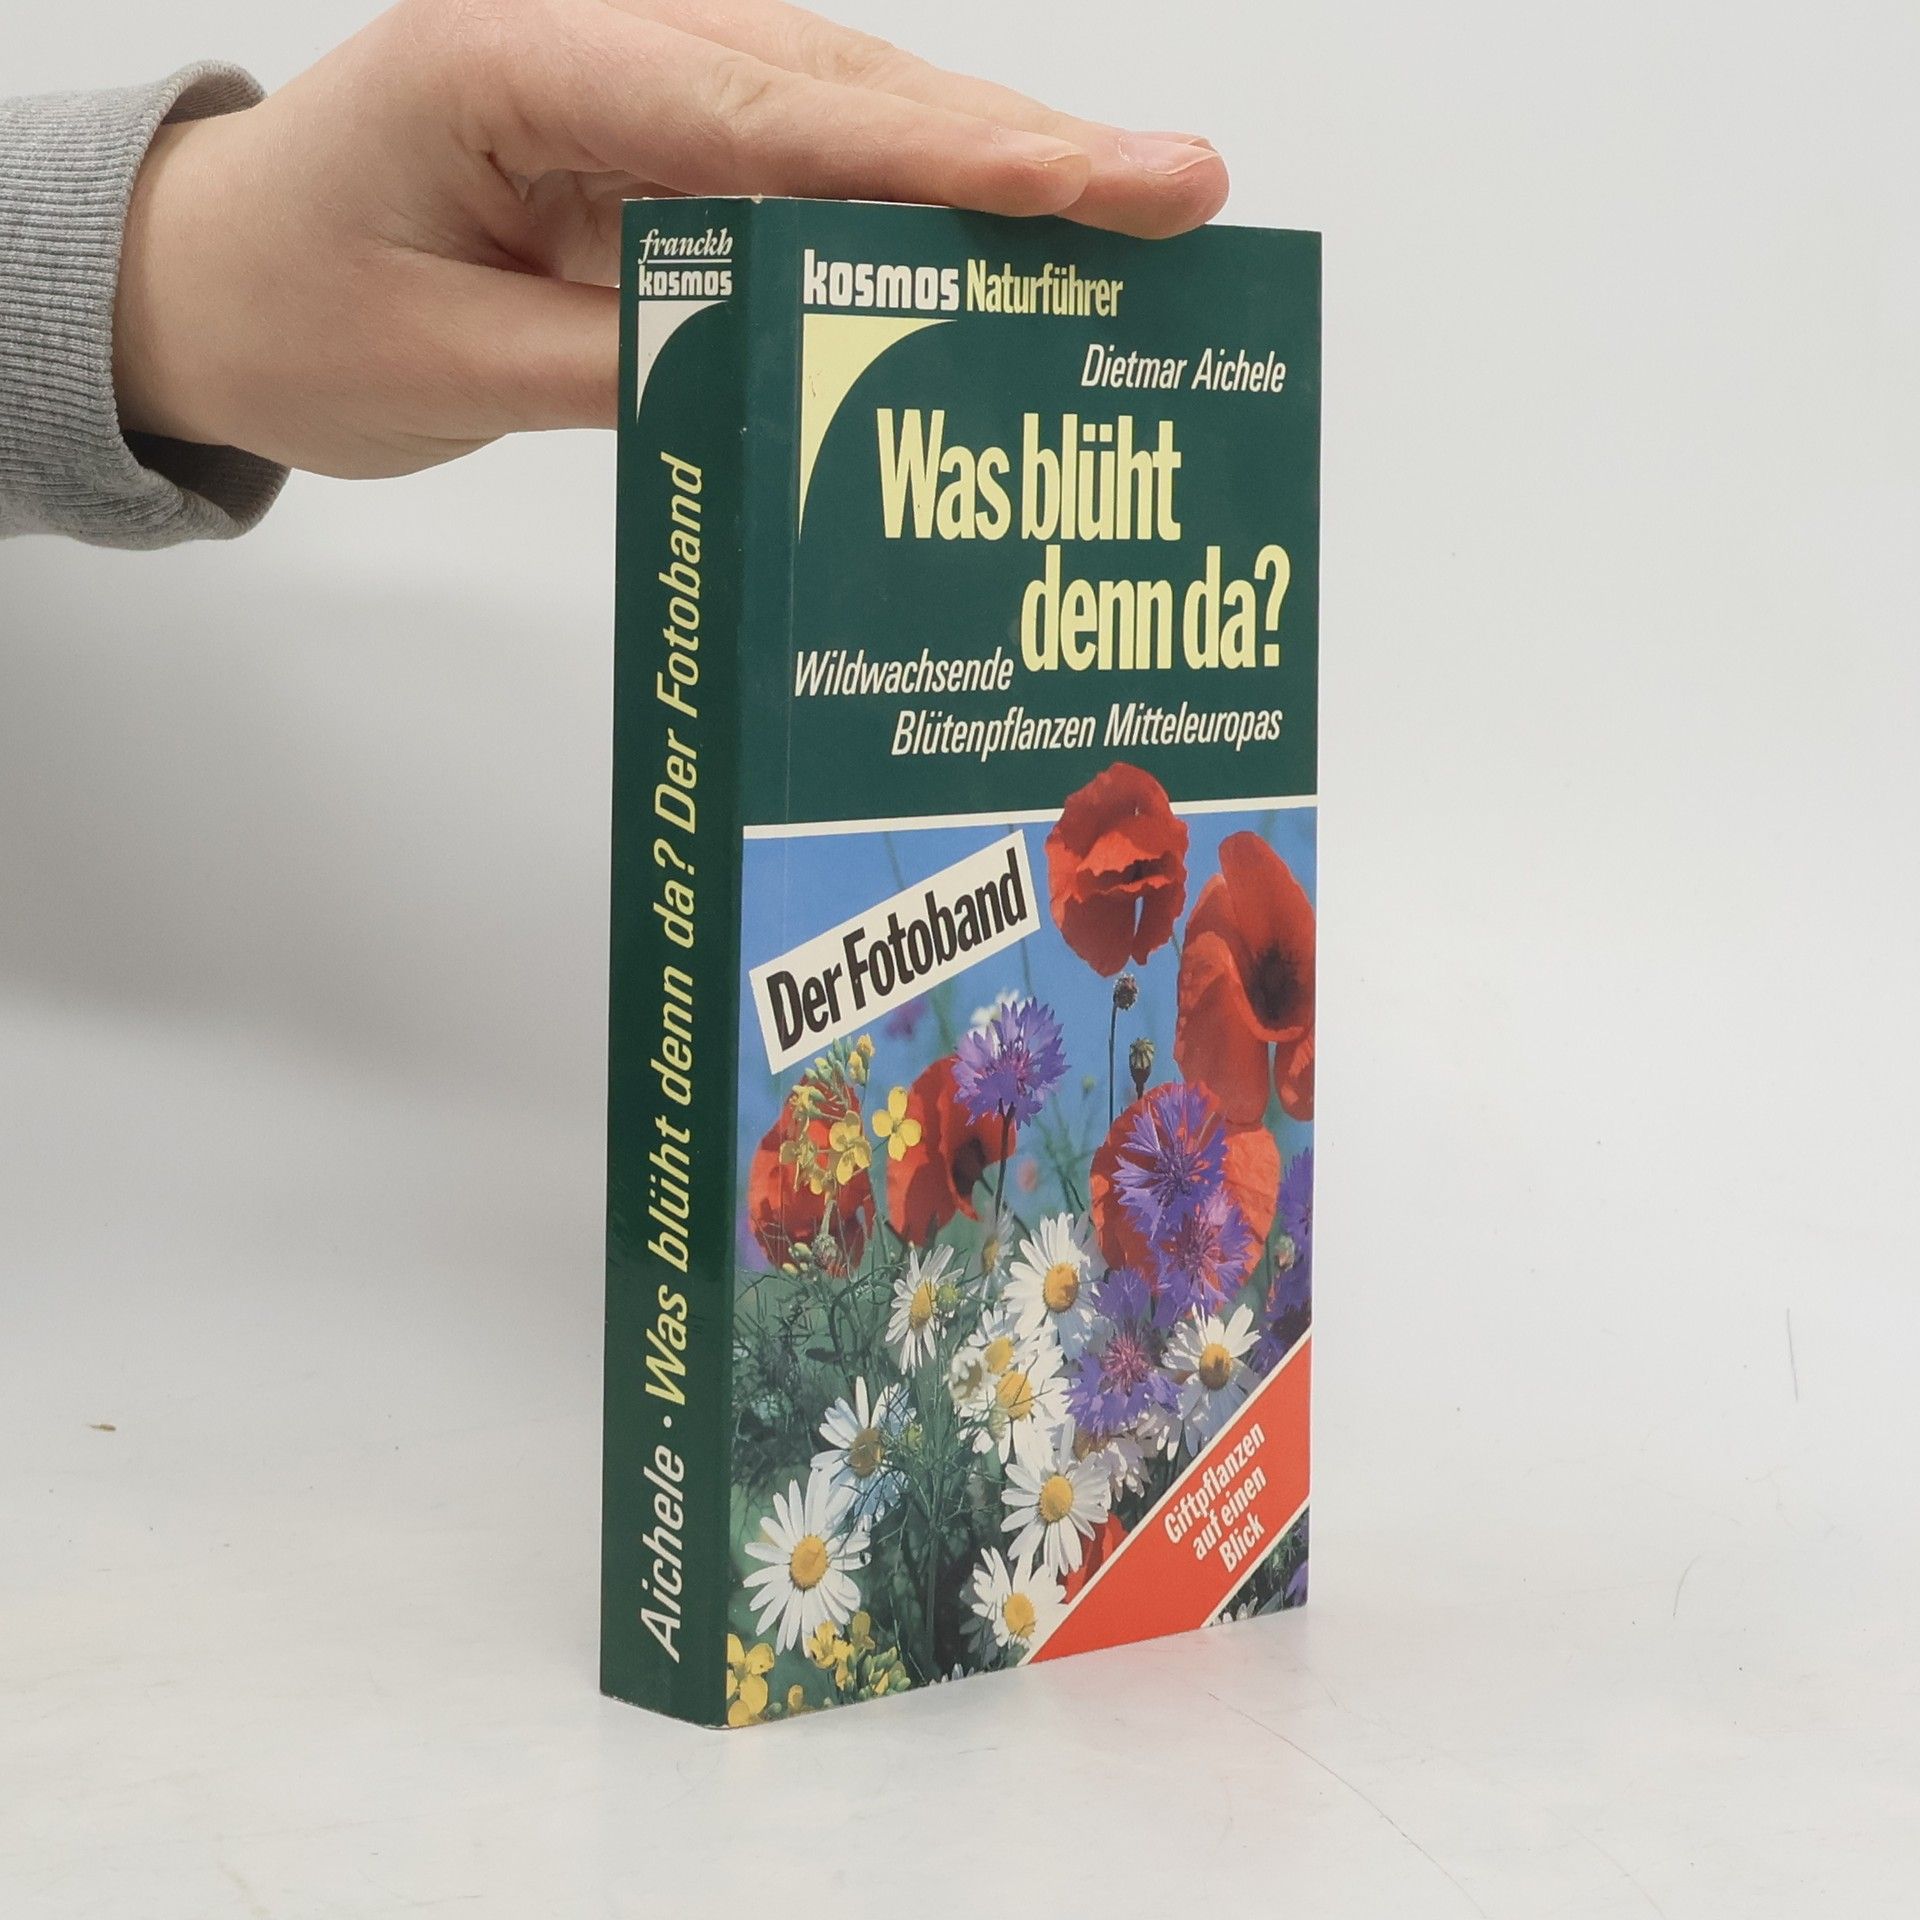 franckh
kosmos
Aichele · Was blüht denn da? Der Fotoband
kosmos Naturführer
Dietmar Aichele
Was blüht
denn da?
Wildwachsende
Blütenpflanzen Mitteleuropas
Der Fotoband
Giftpflanzen
auf einen
Blick